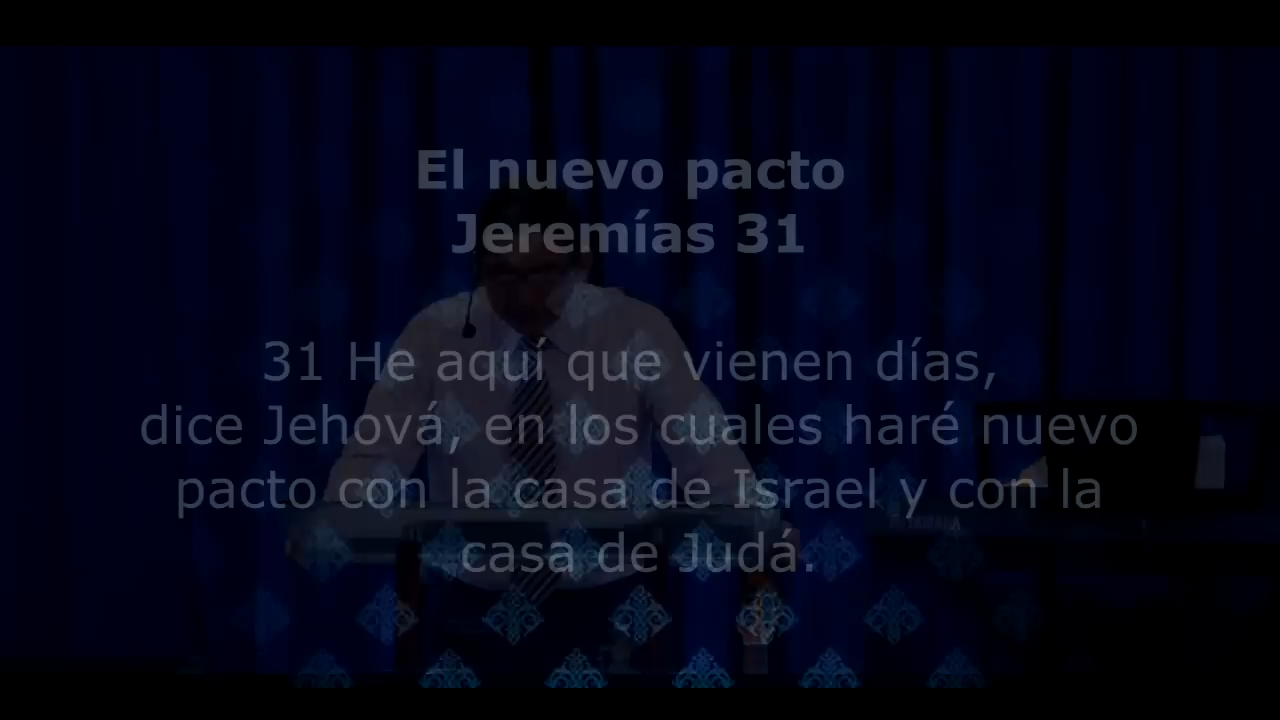 El nuevo pacto
Jeremías 31
31 He aquí que vienen días,
dice Jehová, en los cuales haré nuevo
pacto con la casa de Israel y con la
casa de Judá.